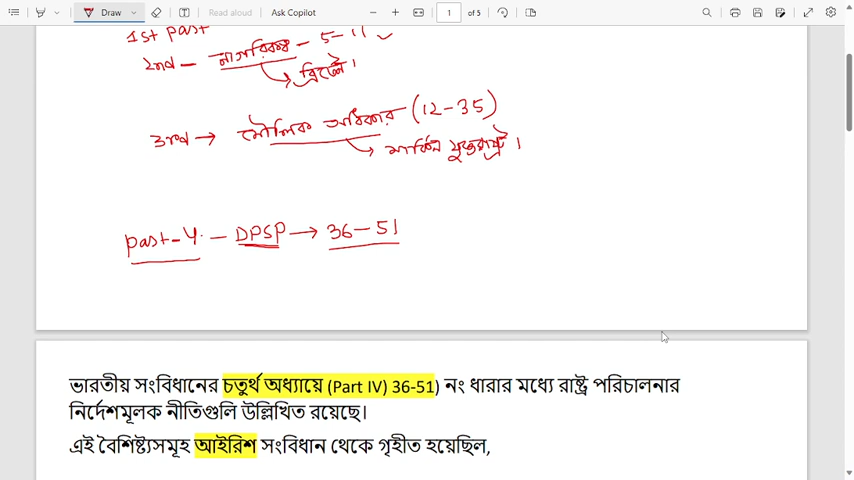 Draw
Read aloud
Ask Copilot
1 of 5
1st part
২অংশ - নাগরিকত্ব - 5-11
→ ব্রিটেন।
৩অংশ → মৌলিক অধিকার (12-35)
→ মার্কিন যুক্তরাষ্ট্র।
part-4 - DPSP → 36-51
ভারতীয় সংবিধানের চতুর্থ অধ্যায়ে (Part IV) 36-51) নং ধারার মধ্যে রাষ্ট্র পরিচালনার
নির্দেশমূলক নীতিগুলি উল্লিখিত রয়েছে।
এই বৈশিষ্ট্যসমূহ আইরিশ সংবিধান থেকে গৃহীত হয়েছিল,